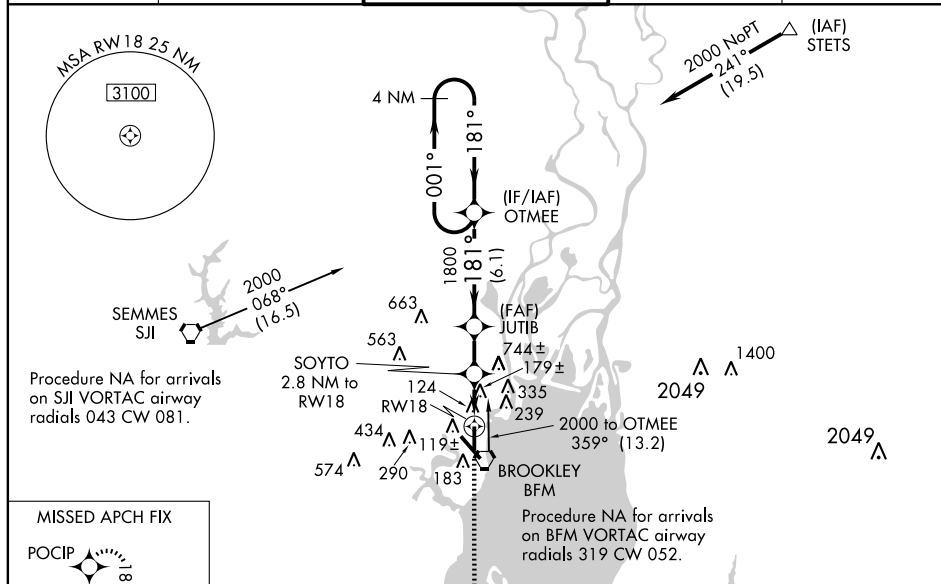 MSA RW18 25 NM
3100
2000 NoPT
241°
(19.5)
(IAF)
STETS
4 NM
181°
001°
(IF/IAF)
OTMEE
1800
181°
(6.1)
2000
068°
(16.5)
SEMMES
SJI
663
(FAF)
JUTIB
563
744±
179±
SOYTO
2.8 NM to
RW18
124
335
239
1400
2049
RW18
434
119±
2000 to OTMEE
359° (13.2)
2049
574
290
183
BROOKLEY
BFM
Procedure NA for arrivals
on SJI VORTAC airway
radials 043 CW 081.
Procedure NA for arrivals
on BFM VORTAC airway
radials 319 CW 052.
MISSED APCH FIX
POCIP
18